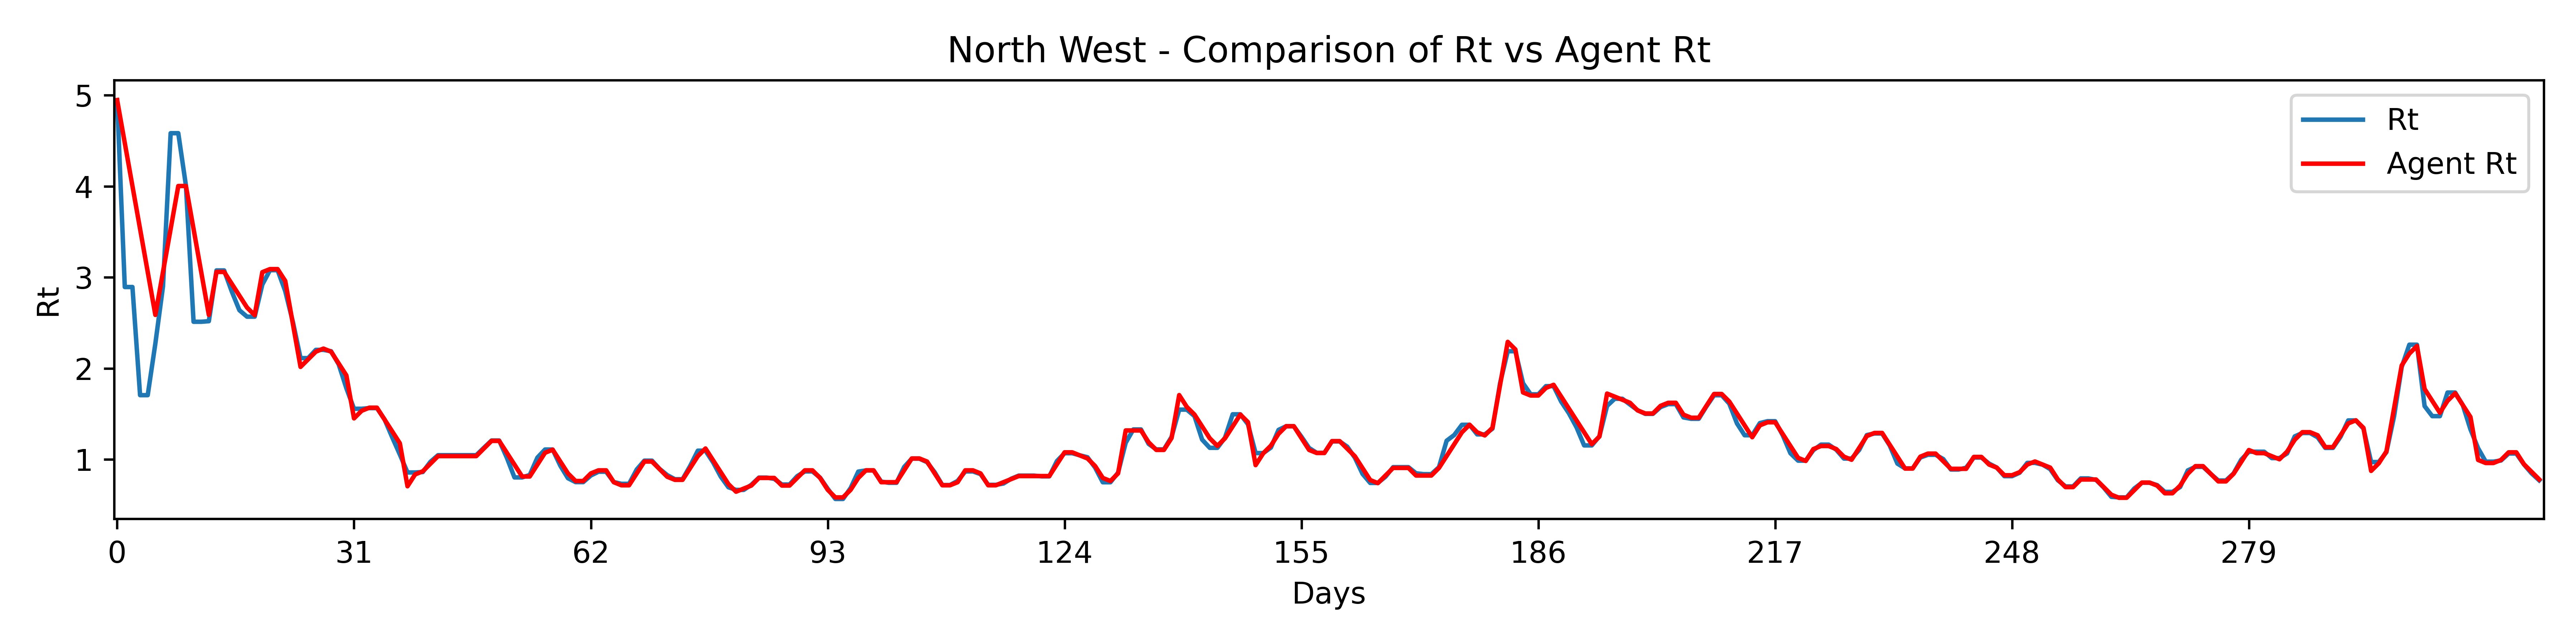 North West - Comparison of Rt vs Agent Rt
5
4
3
2
1
Rt
Rt
Agent Rt
0 31 62 93 124 155 186 217 248 279
Days